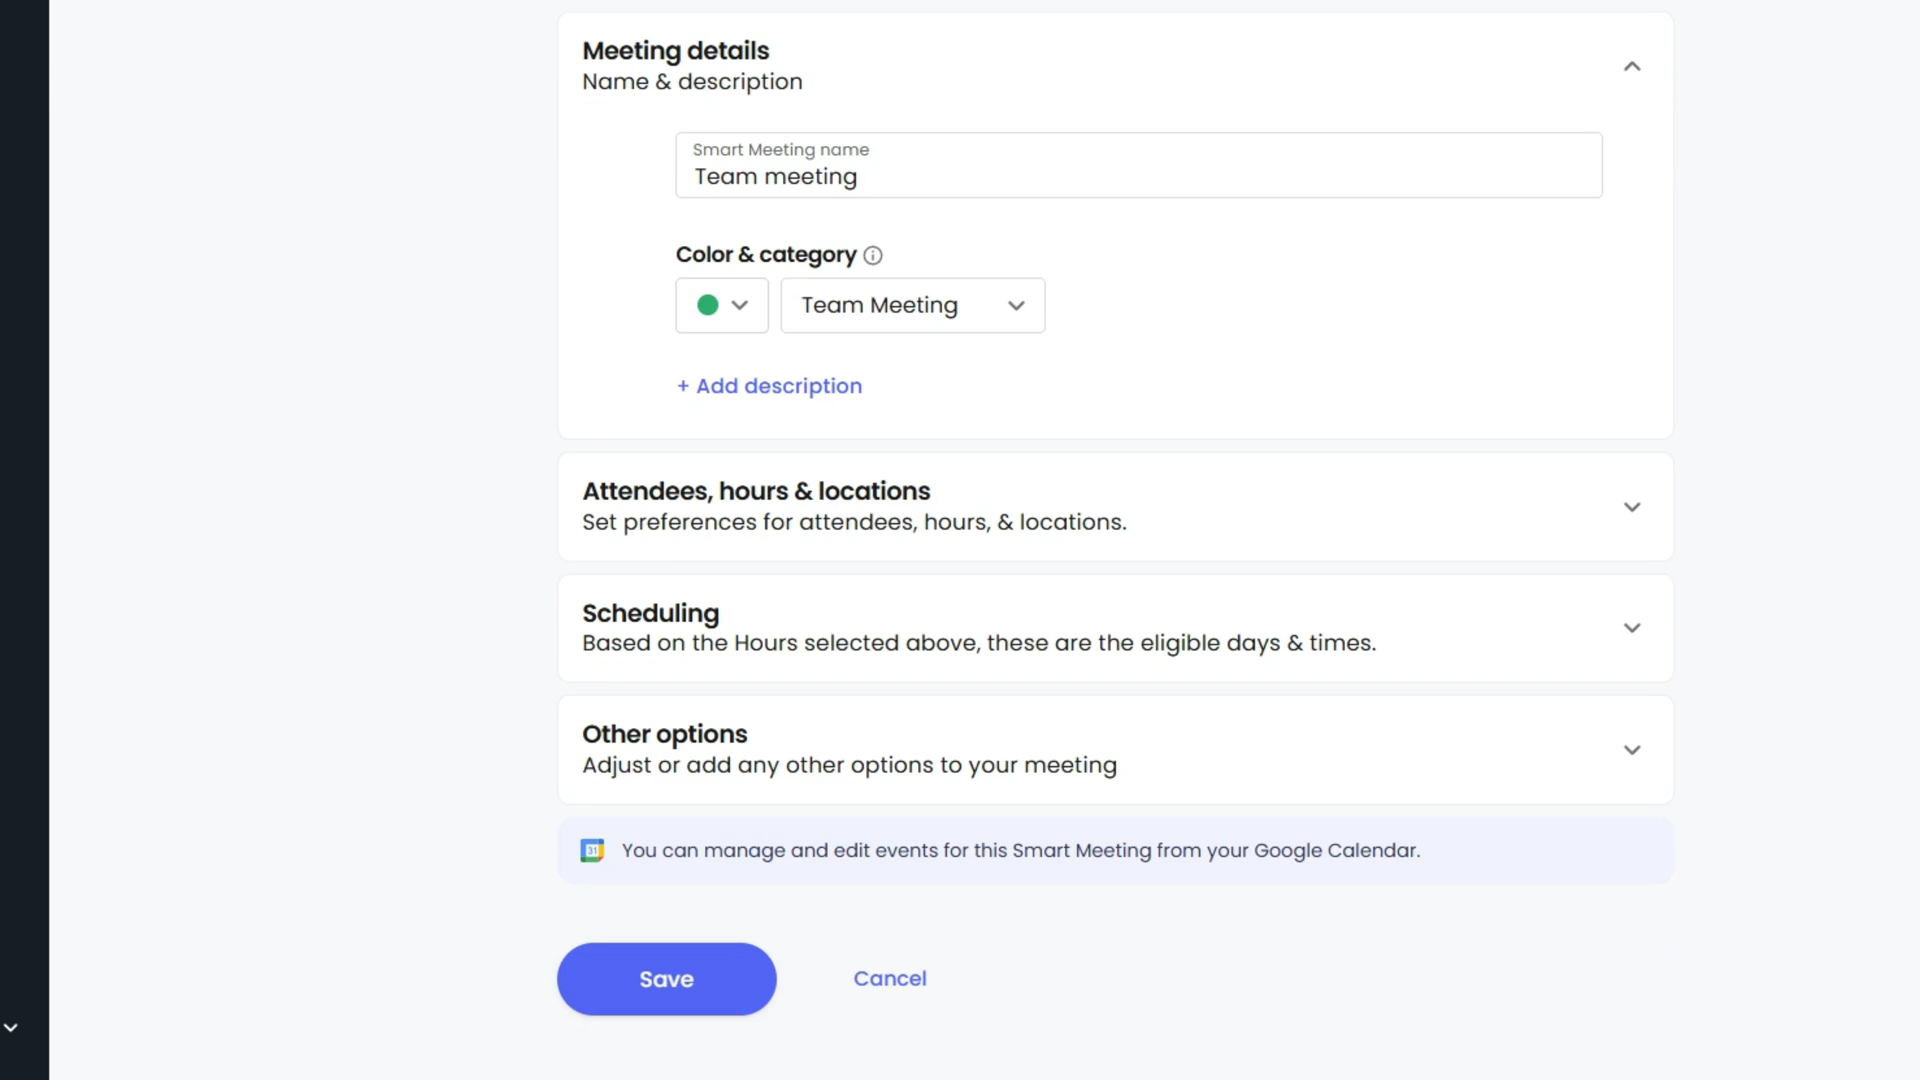 Meeting details
Name & description
Smart Meeting name
Team meeting
Color & category
Team Meeting
+ Add description
Attendees, hours & locations
Set preferences for attendees, hours, & locations.
Scheduling
Based on the Hours selected above, these are the eligible days & times.
Other options
Adjust or add any other options to your meeting
31
You can manage and edit events for this Smart Meeting from your Google Calendar.
Save
Cancel